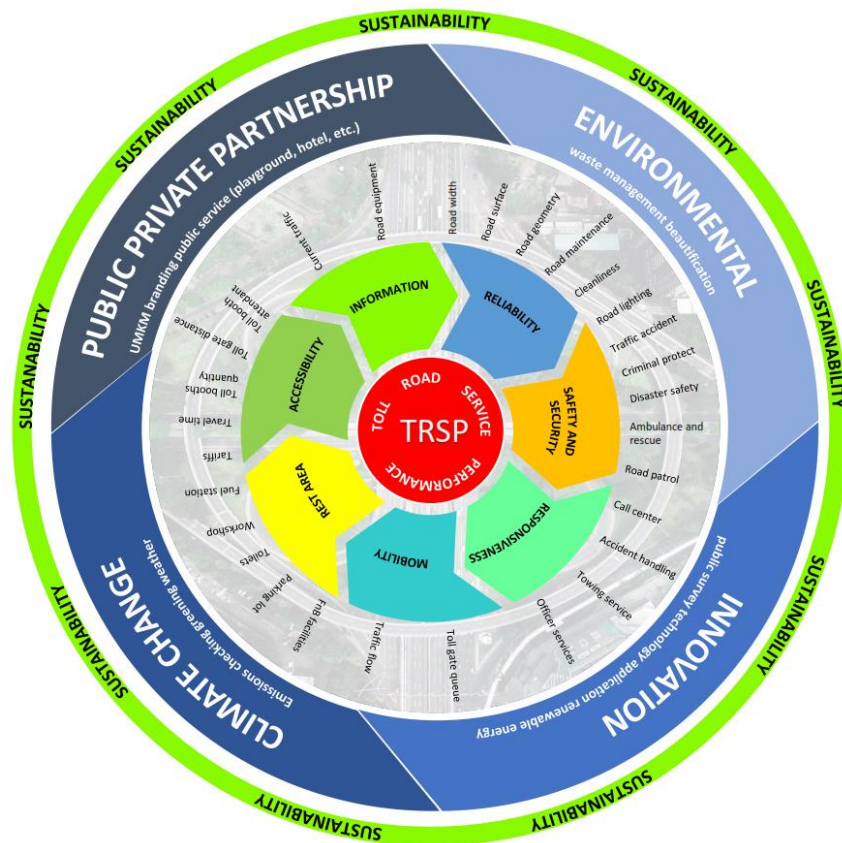 SUSTAINABILITY
SUSTAINABILITY
SUSTAINABILITY
SUSTAINABILITY
SUSTAINABILITY
SUSTAINABILITY
SUSTAINABILITY
SUSTAINABILITY
SUSTANABILITY
PUBLIC PRIVATE PARTNERSHIP
UMKM branding public service (playground, hotel, etc.)
ENVIRONMENTAL
waste management beautification
INNOVATION
public survey technology application renewable energy
CLIMATE CHANGE
Emissions checking greening weather
Road width
Road surface
Road geometry
Road maintenance
Cleanliness
Road lighting
Traffic accident
Criminal protect
Disaster safety
Ambulance and
rescue
Road patrol
Call center
Accident handling
Towing service
Officer services
Toll gate queue
Traffic flow
FnB facilities
Parking lot
Toilets
Workshop
Fuel station
Tariffs
Travel time
Toll booths
quantity
Toll gate distance
Toll booth
attendant
Current traffic
Road equipment
INFORMATION
RELIABILITY
SAFETY AND
SECURITY
RESPONSIVENESS
MOBILITY
REST AREA
ACCESSIBILITY
TOLL ROAD SERVICE
PERFORMANCE
TRSP